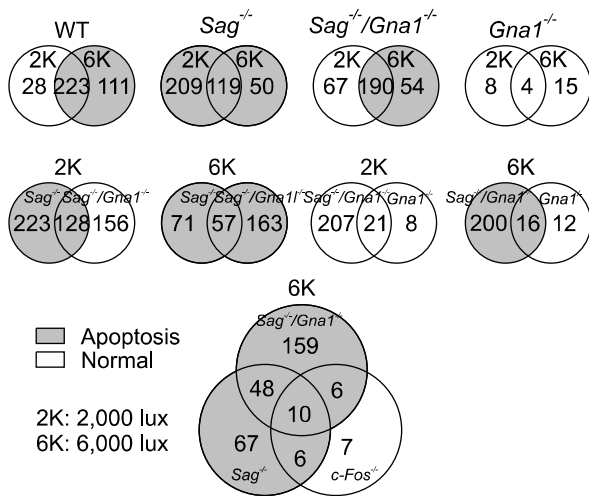 WT Sag-/- Sag-/-/Gna1-/- Gna1-/-
2K 6K 2K 6K 2K 6K 2K 6K
28 223 111 209 119 50 67 190 54 8 4 15
2K 6K 2K 6K
Sag-/- Sag-/-/Gna1-/- Sag-/- Sag-/-/Gna1l-/- Sag-/-/Gna1-/- Gna1-/- Sag-/-/Gna1-/- Gna1-/-
223 128 156 71 57 163 207 21 8 200 16 12
6K
Sag-/-/Gna1-/-
Apoptosis
159
Normal
48 6
10
2K: 2,000 lux
6K: 6,000 lux
67 6 7
Sag-/- c-Fos-/-